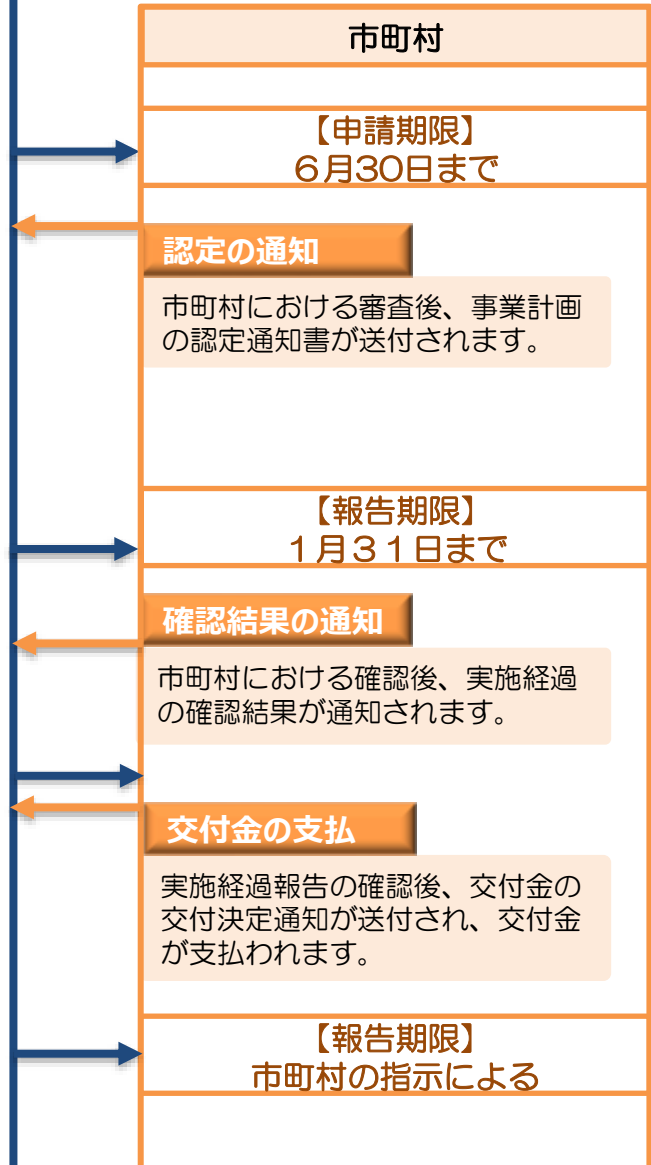 市町村
【申請期限】
6月30日まで
認定の通知
市町村における審査後、事業計画
の認定通知書が送付されます。
【報告期限】
１月３１日まで
確認結果の通知
市町村における確認後、実施経過
の確認結果が通知されます。
交付金の支払
実施経過報告の確認後、交付金の
交付決定通知が送付され、交付金
が支払われます。
【報告期限】
市町村の指示による